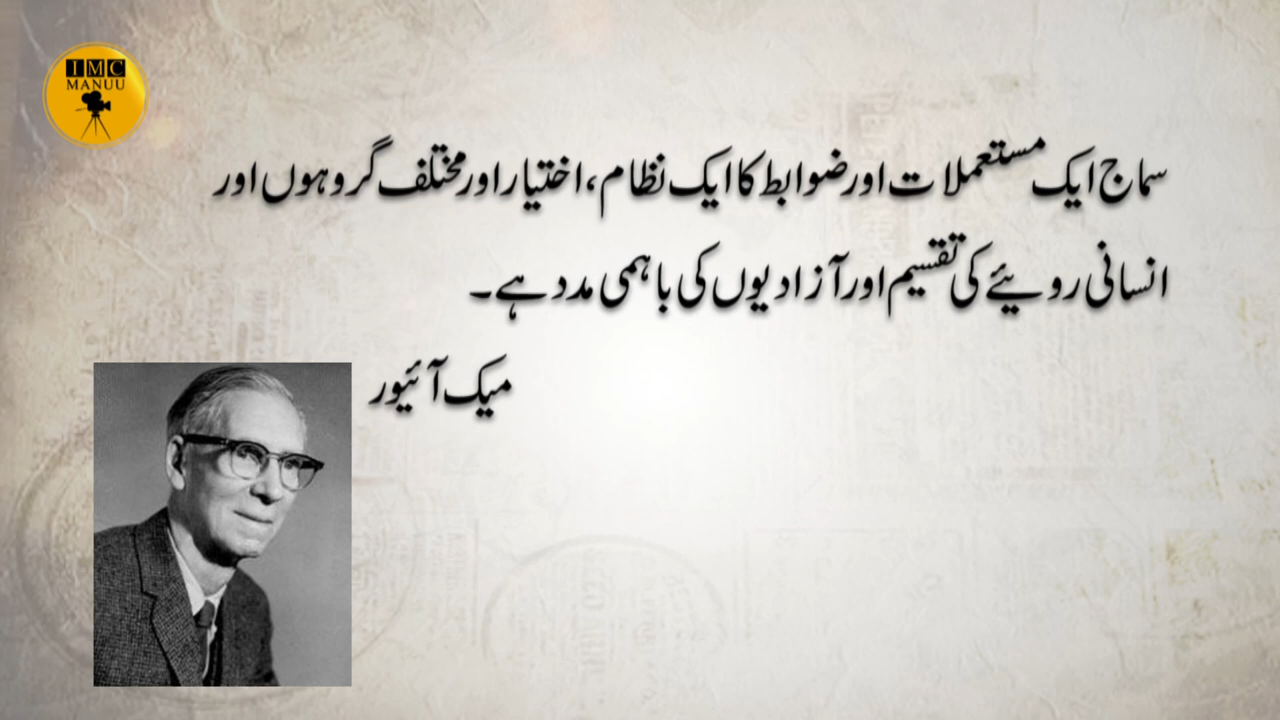 IMC
MANUU
سماج ایک مستعملات اور ضوابط کا ایک نظام، اختیار اور مختلف گروہوں اور
انسانی رویئے کی تقسیم اور آزادیوں کی باہمی مدد ہے۔
میک آئیور